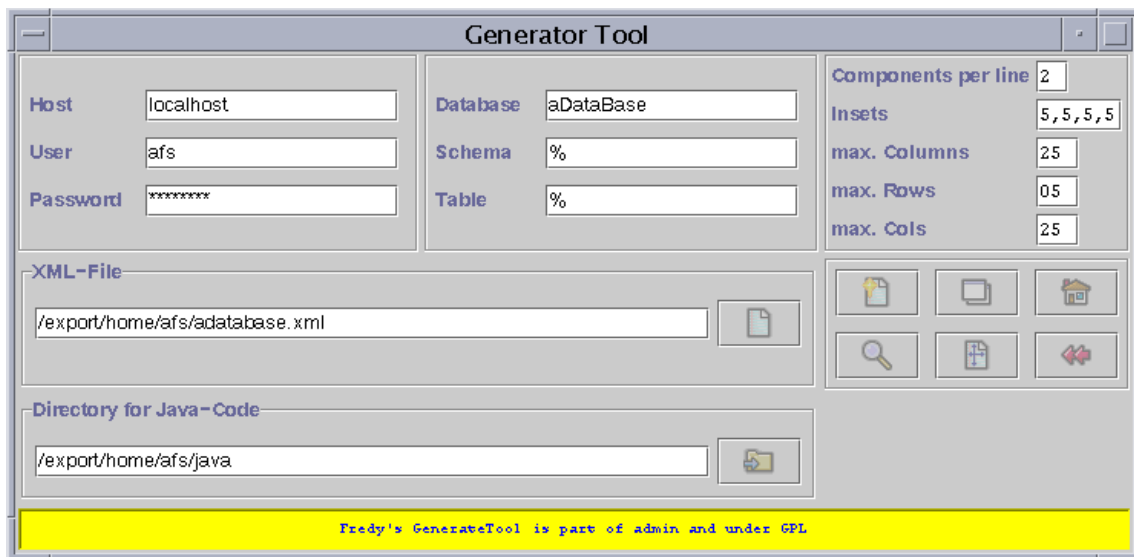 Generator Tool
Host localhost
User afs
Password ********
Database aDataBase
Schema %
Table %
Components per line 2
Insets 5,5,5,5
max. Columns 25
max. Rows 05
max. Cols 25
XML-File
/export/home/afs/adatabase.xml
Directory for Java-Code
/export/home/afs/java
Fredy's GenerateTool is part of admin and under GPL